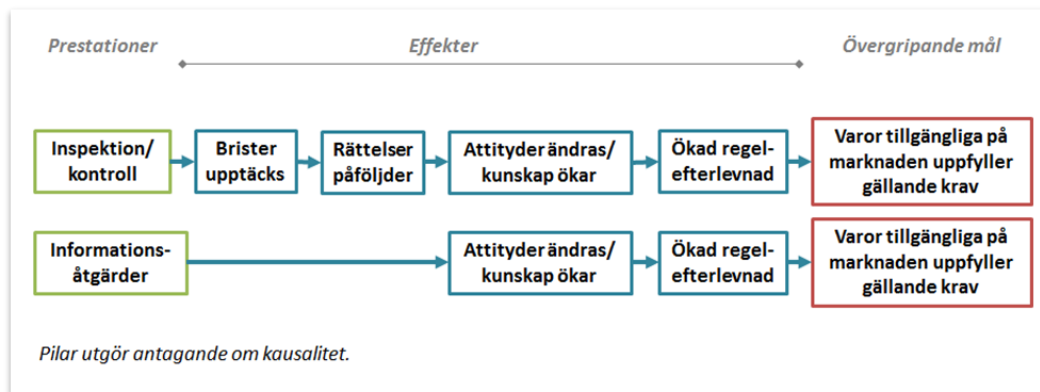 Prestationer
Effekter
Övergripande mål
Inspektion/
kontroll
Brister
upptäcks
Rättelser
påföljder
Attityder ändras/
kunskap ökar
Ökad regel-
efterlevnad
Varor tillgängliga på
marknaden uppfyller
gällande krav
Informations-
åtgärder
Attityder ändras/
kunskap ökar
Ökad regel-
efterlevnad
Varor tillgängliga på
marknaden uppfyller
gällande krav
Pilar utgör antagande om kausalitet.